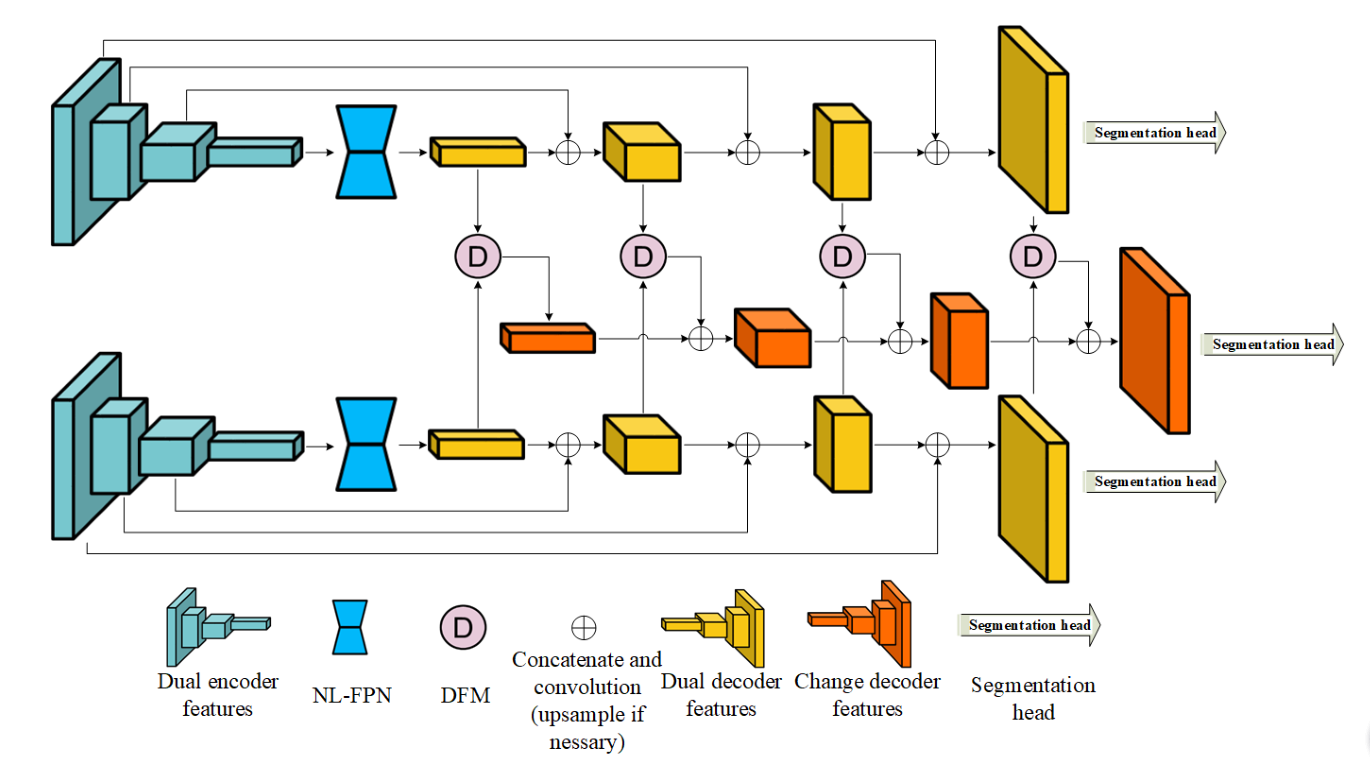 Segmentation head
D
D
D
D
Segmentation head
Segmentation head
Segmentation head
D
Dual encoder
features
NL-FPN
DFM
Concatenate and
convolution
(upsample if
nessary)
Dual decoder
features
Change decoder
features
Segmentation
head